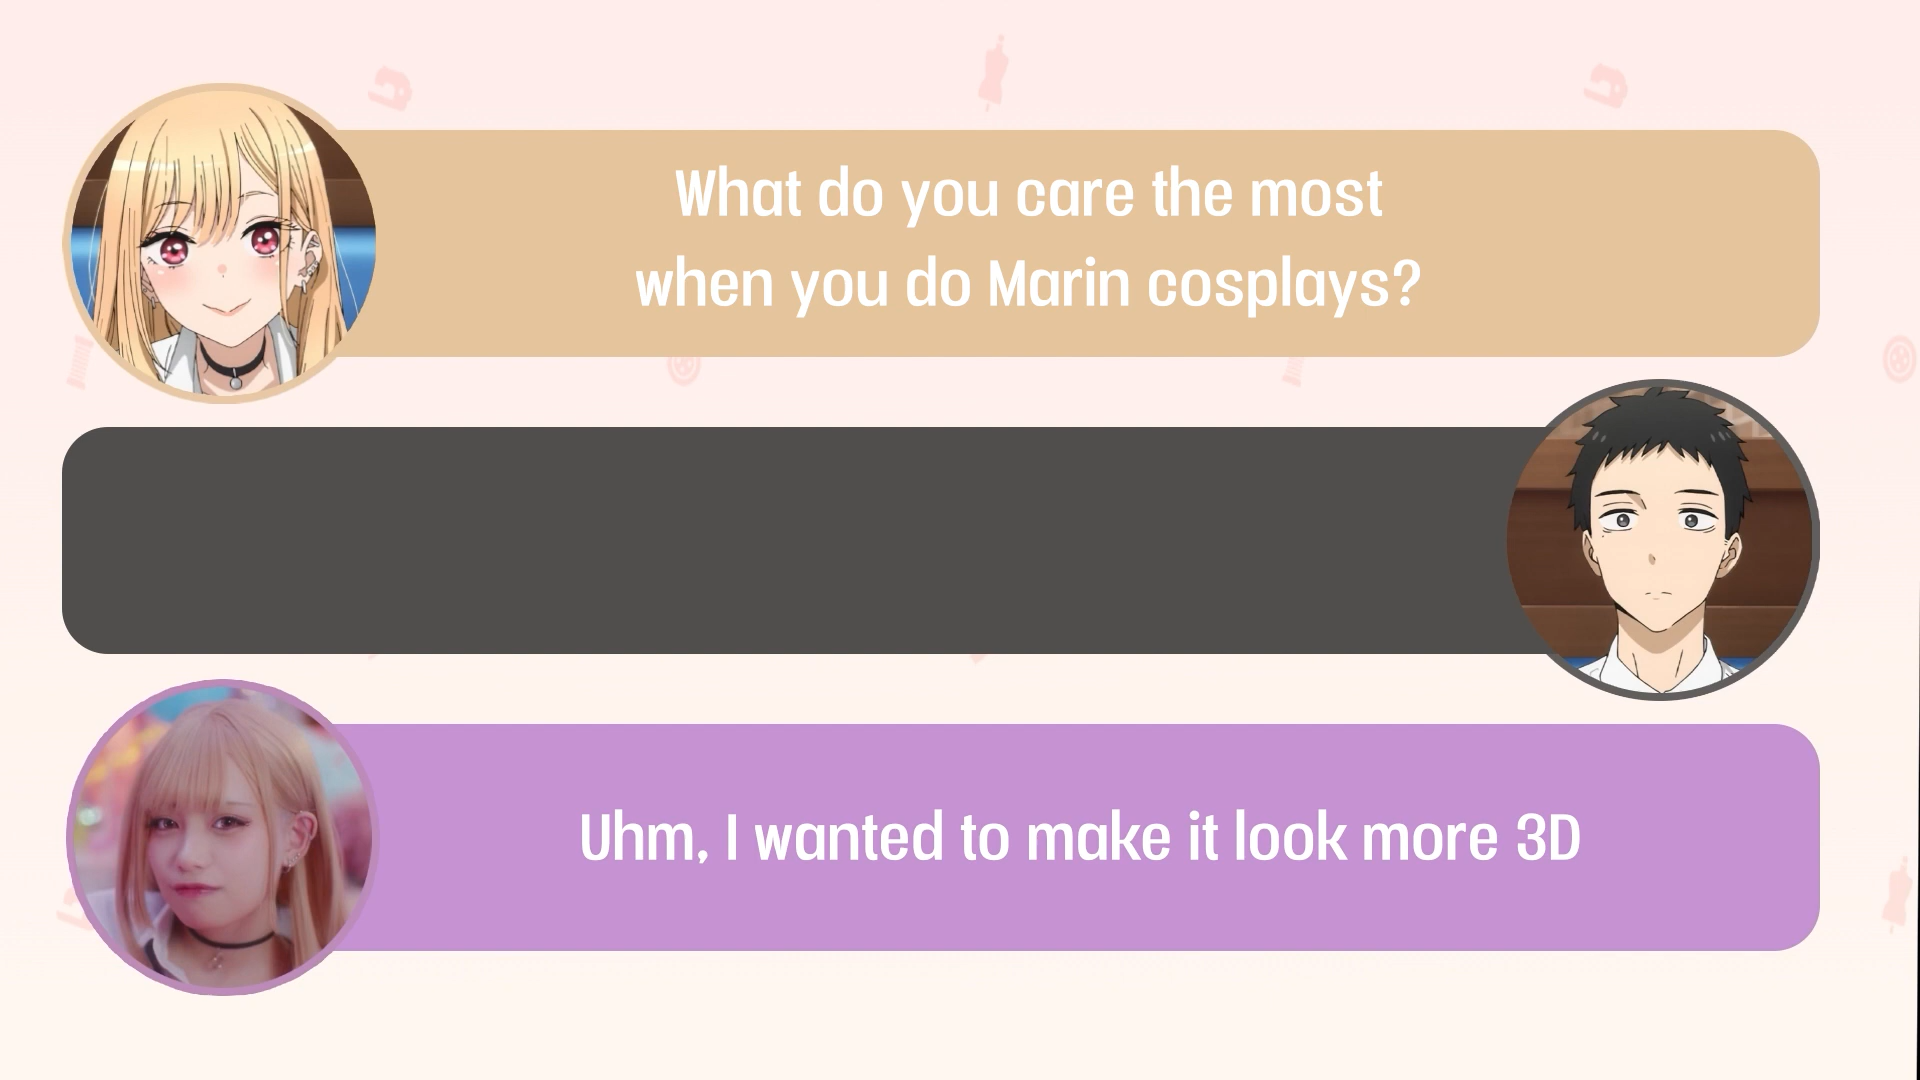 What do you care the most
when you do Marin cosplays?
Uhm, I wanted to make it look more 3D